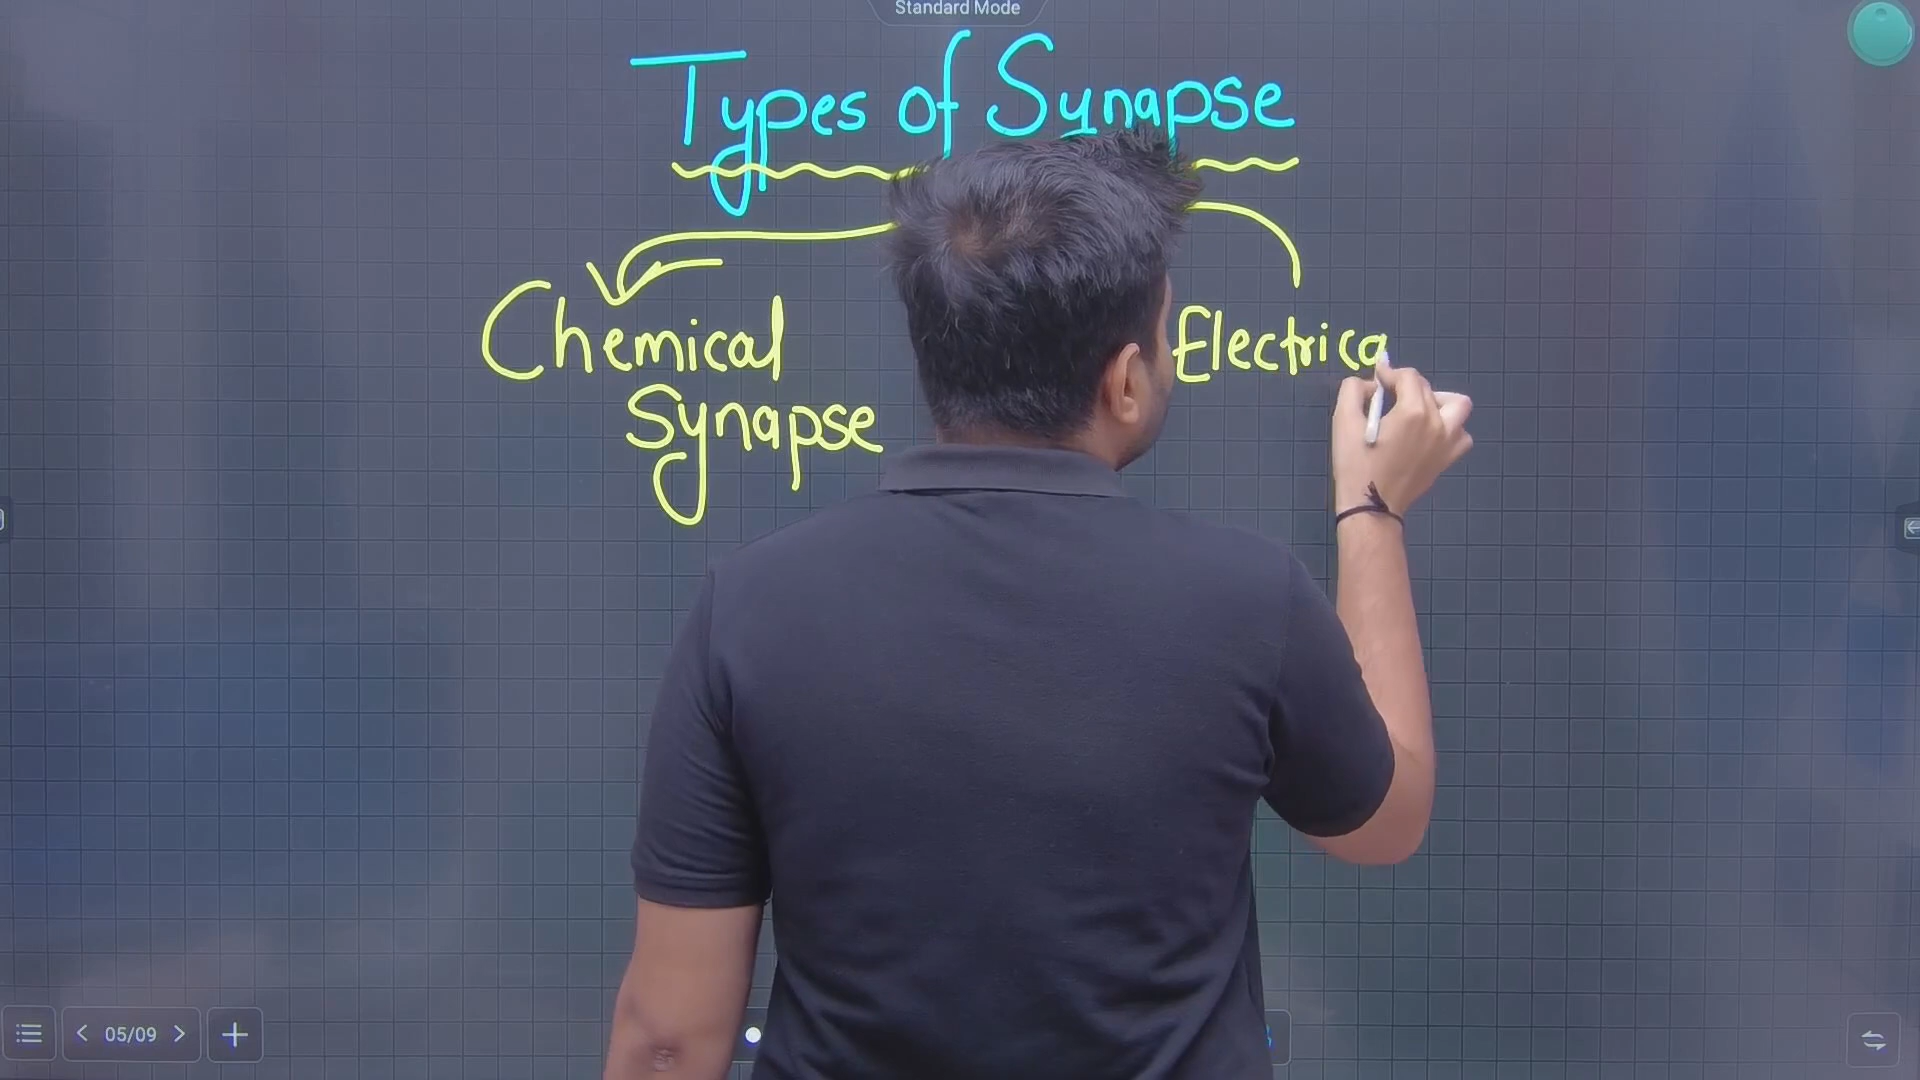 Standard Mode
Types of Synapse
Chemical
Synapse
Electrica
05/09